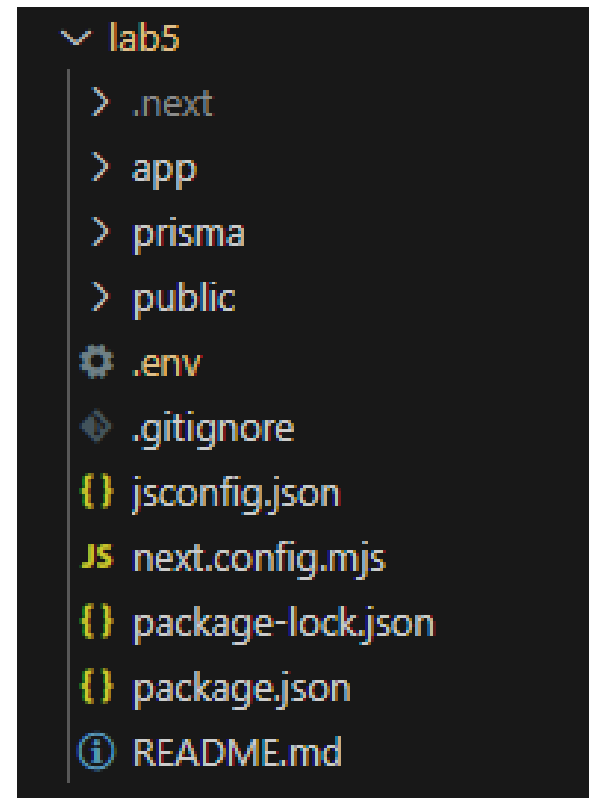 lab5
.next
app
prisma
public
.env
.gitignore
{} jsconfig.json
JS next.config.mjs
{} package-lock.json
{} package.json
README.md